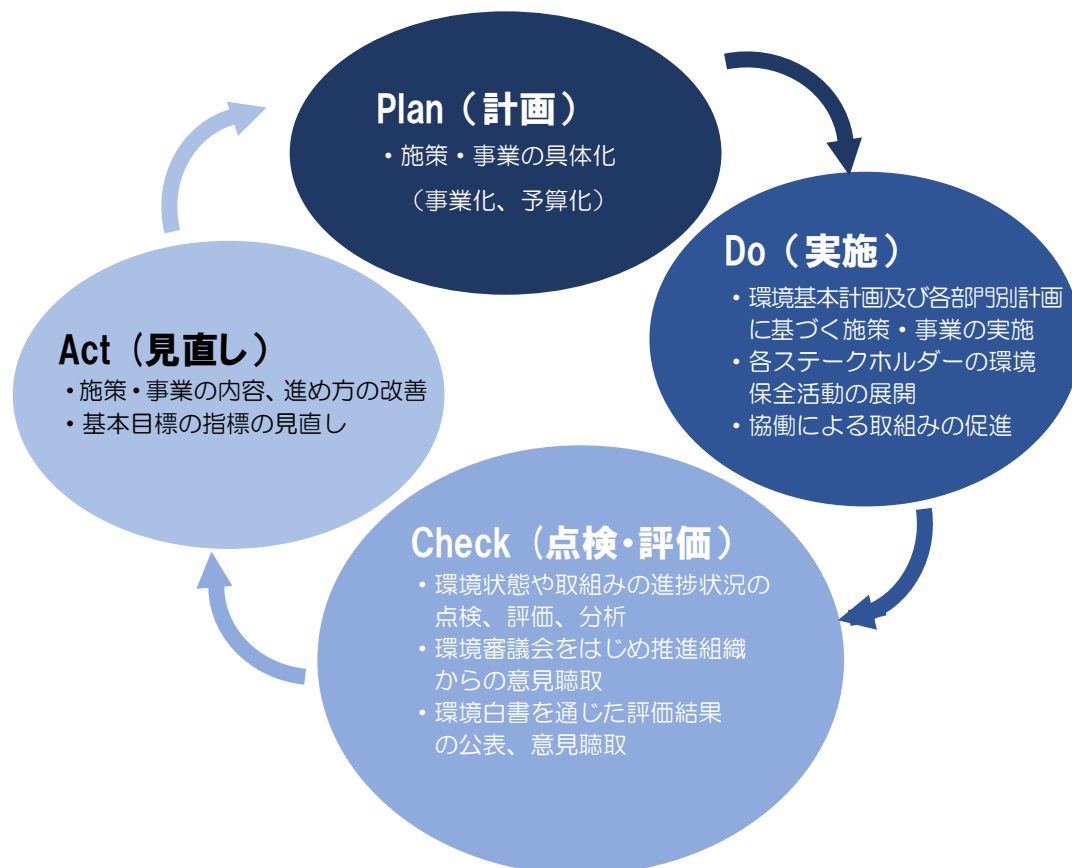 Plan（計画）
・施策・事業の具体化
（事業化、予算化）
Do（実施）
・環境基本計画及び各部門別計画
に基づく施策・事業の実施
・各ステークホルダーの環境
保全活動の展開
・協働による取組みの促進
Check（点検・評価）
・環境状態や取組みの進捗状況の
点検、評価、分析
・環境審議会をはじめ推進組織
からの意見聴取
・環境白書を通じた評価結果
の公表、意見聴取
Act（見直し）
・施策・事業の内容、進め方の改善
・基本目標の指標の見直し